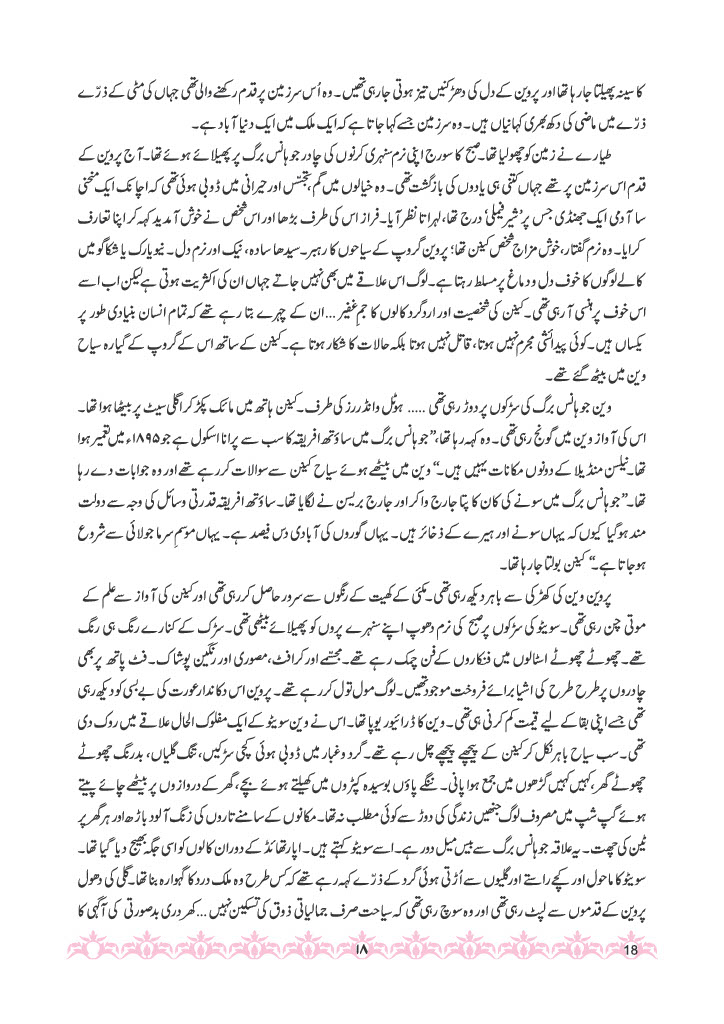 کا سینہ پھیلتا جا رہا تھا اور پروین کے دل کی دھڑکنیں تیز ہوتی جا رہی تھیں۔ وہ اُس سر زمین پر قدم رکھنے والی تھی جہاں کی مٹی کے ذرّے
ذرّے میں ماضی کی دکھ بھری کہانیاں ہیں۔ وہ سر زمین جسے کہا جاتا ہے کہ ایک ملک میں ایک دنیا آباد ہے۔
طیارے نے زمین کو چھو لیا تھا۔ صبح کا سورج اپنی نرم سنہری کرنوں کی چادر جوہانس برگ پر پھیلائے ہوئے تھا۔ آج پروین کے
قدم اس سر زمین پر تھے جہاں کتنی ہی یادوں کی بازگشت تھی۔ وہ خیالوں میں گم، تجسّس اور حیرانی میں ڈوبی ہوئی تھی کہ اچانک ایک منحنی
سا آدمی ایک جھنڈی جس پر ’شیر فیملی‘ درج تھا، لہراتا نظر آیا۔ فراز اس کی طرف بڑھا اور اس شخص نے خوش آمدید کہہ کر اپنا تعارف
کرایا۔ وہ نرم گفتار، خوش مزاج شخص کینن تھا؛ پروین گروپ کے سیاحوں کا رہبر۔ سیدھا سادہ، نیک اور نرم دل۔ نیویارک یا شکاگو میں
کالے لوگوں کا خوف دل و دماغ پر مسلط رہتا ہے۔ لوگ اس علاقے میں بھی نہیں جاتے جہاں ان کی اکثریت ہوتی ہے لیکن اب اسے
اس خوف پر ہنسی آ رہی تھی۔ کینن کی شخصیت اور ارد گرد کالوں کا جمِ غفیر ... ان کے چہرے بتا رہے تھے کہ تمام انسان بنیادی طور پر
یکساں ہیں۔ کوئی پیدائشی مجرم نہیں ہوتا، قاتل نہیں ہوتا بلکہ حالات کا شکار ہوتا ہے۔ کینن کے ساتھ اس کے گروپ کے گیارہ سیاح
وین میں بیٹھ گئے تھے۔
وین جوہانس برگ کی سڑکوں پر دوڑ رہی تھی ..... ہوٹل وانڈررز کی طرف۔ کینن ہاتھ میں مائک پکڑ کر اگلی سیٹ پر بیٹھا ہوا تھا۔
اس کی آواز وین میں گونج رہی تھی۔ وہ کہہ رہا تھا، ”جوہانس برگ میں ساؤتھ افریقہ کا سب سے پرانا اسکول ہے جو ۱۸۹۵ء میں تعمیر ہوا
تھا۔ نیلسن منڈیلا کے دونوں مکانات یہیں ہیں۔“ وین میں بیٹھے ہوئے سیاح کینن سے سوالات کر رہے تھے اور وہ جوابات دے رہا
تھا۔ ”جوہانس برگ میں سونے کی کان کا پتا جارج واکر اور جارج ہریسن نے لگایا تھا۔ ساؤتھ افریقہ قدرتی وسائل کی وجہ سے دولت
مند ہو گیا کیوں کہ یہاں سونے اور ہیرے کے ذخائر ہیں۔ یہاں گوروں کی آبادی دس فیصد ہے۔ یہاں موسمِ سرما جولائی سے شروع
ہو جاتا ہے۔“ کینن بولتا جا رہا تھا۔
پروین وین کی کھڑکی سے باہر دیکھ رہی تھی۔ مکئی کے کھیت کے رنگوں سے سرور حاصل کر رہی تھی اور کینن کی آواز سے علم کے
موتی چن رہی تھی۔ سویٹو کی سڑکوں پر صبح کی نرم دھوپ اپنے سنہرے پروں کو پھیلائے بیٹھی تھی۔ سڑک کے کنارے رنگ ہی رنگ
تھے۔ چھوٹے چھوٹے اسٹالوں میں فنکاروں کے فن چمک رہے تھے۔ مجسّمے اور کرافٹ، مصوری اور رنگین پوشاک۔ فٹ پاتھ پر بھی
چادروں پر طرح طرح کی اشیا برائے فروخت موجود تھیں۔ لوگ مول تول کر رہے تھے۔ پروین اس دکاندار عورت کی بے بسی کو دیکھ رہی
تھی جسے اپنی بقا کے لیے قیمت کم کرنی ہی تھی۔ وین کا ڈرائیور پوپا تھا۔ اس نے وین سویٹو کے ایک مفلوک الحال علاقے میں روک دی
تھی۔ سب سیاح باہر نکل کر کینن کے پیچھے پیچھے چل رہے تھے۔ گرد و غبار میں ڈوبی ہوئی کچی سڑکیں، تنگ گلیاں، بدرنگ چھوٹے
چھوٹے گھر، کہیں کہیں گڑھوں میں جمع ہوا پانی۔ ننگے پاؤں بوسیدہ کپڑوں میں کھیلتے ہوئے بچے، گھر کے دروازوں پر بیٹھے چائے پیتے
ہوئے گپ شپ میں مصروف لوگ جنھیں زندگی کی دوڑ سے کوئی مطلب نہ تھا۔ مکانوں کے سامنے تاروں کی زنگ آلود باڑھ اور ہر گھر پر
ٹین کی چھت۔ یہ علاقہ جوہانس برگ سے بیس میل دور ہے۔ اسے سویٹو کہتے ہیں۔ اپارتھائڈ کے دوران کالوں کو اسی جگہ بھیج دیا گیا تھا۔
سویٹو کا ماحول اور کچے راستے اور گلیوں سے اُڑتی ہوئی گرد کے ذرّے کہہ رہے تھے کہ کس طرح وہ ملک درد کا گہوارہ بنا تھا۔ گلی کی دھول
پروین کے قدموں سے لپٹ رہی تھی اور وہ سوچ رہی تھی کہ سیاحت صرف جمالیاتی ذوق کی تسکین نہیں ... کھردری بدصورتی کی آگہی کا
۱۸
18